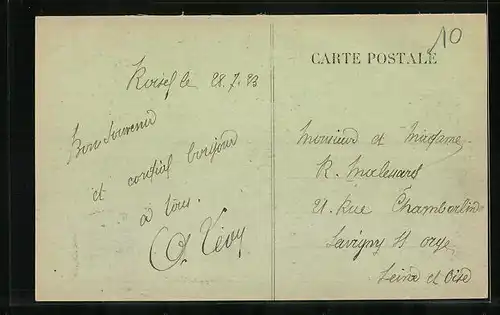 Roisel le 28.7.23
Bon Souvenir
et cordial bonjour
à tous.
CARTE POSTALE
10
Monsieur et Madame
R.
21. Rue Chamberlin
Savigny S/ Orge
Seine et Oise